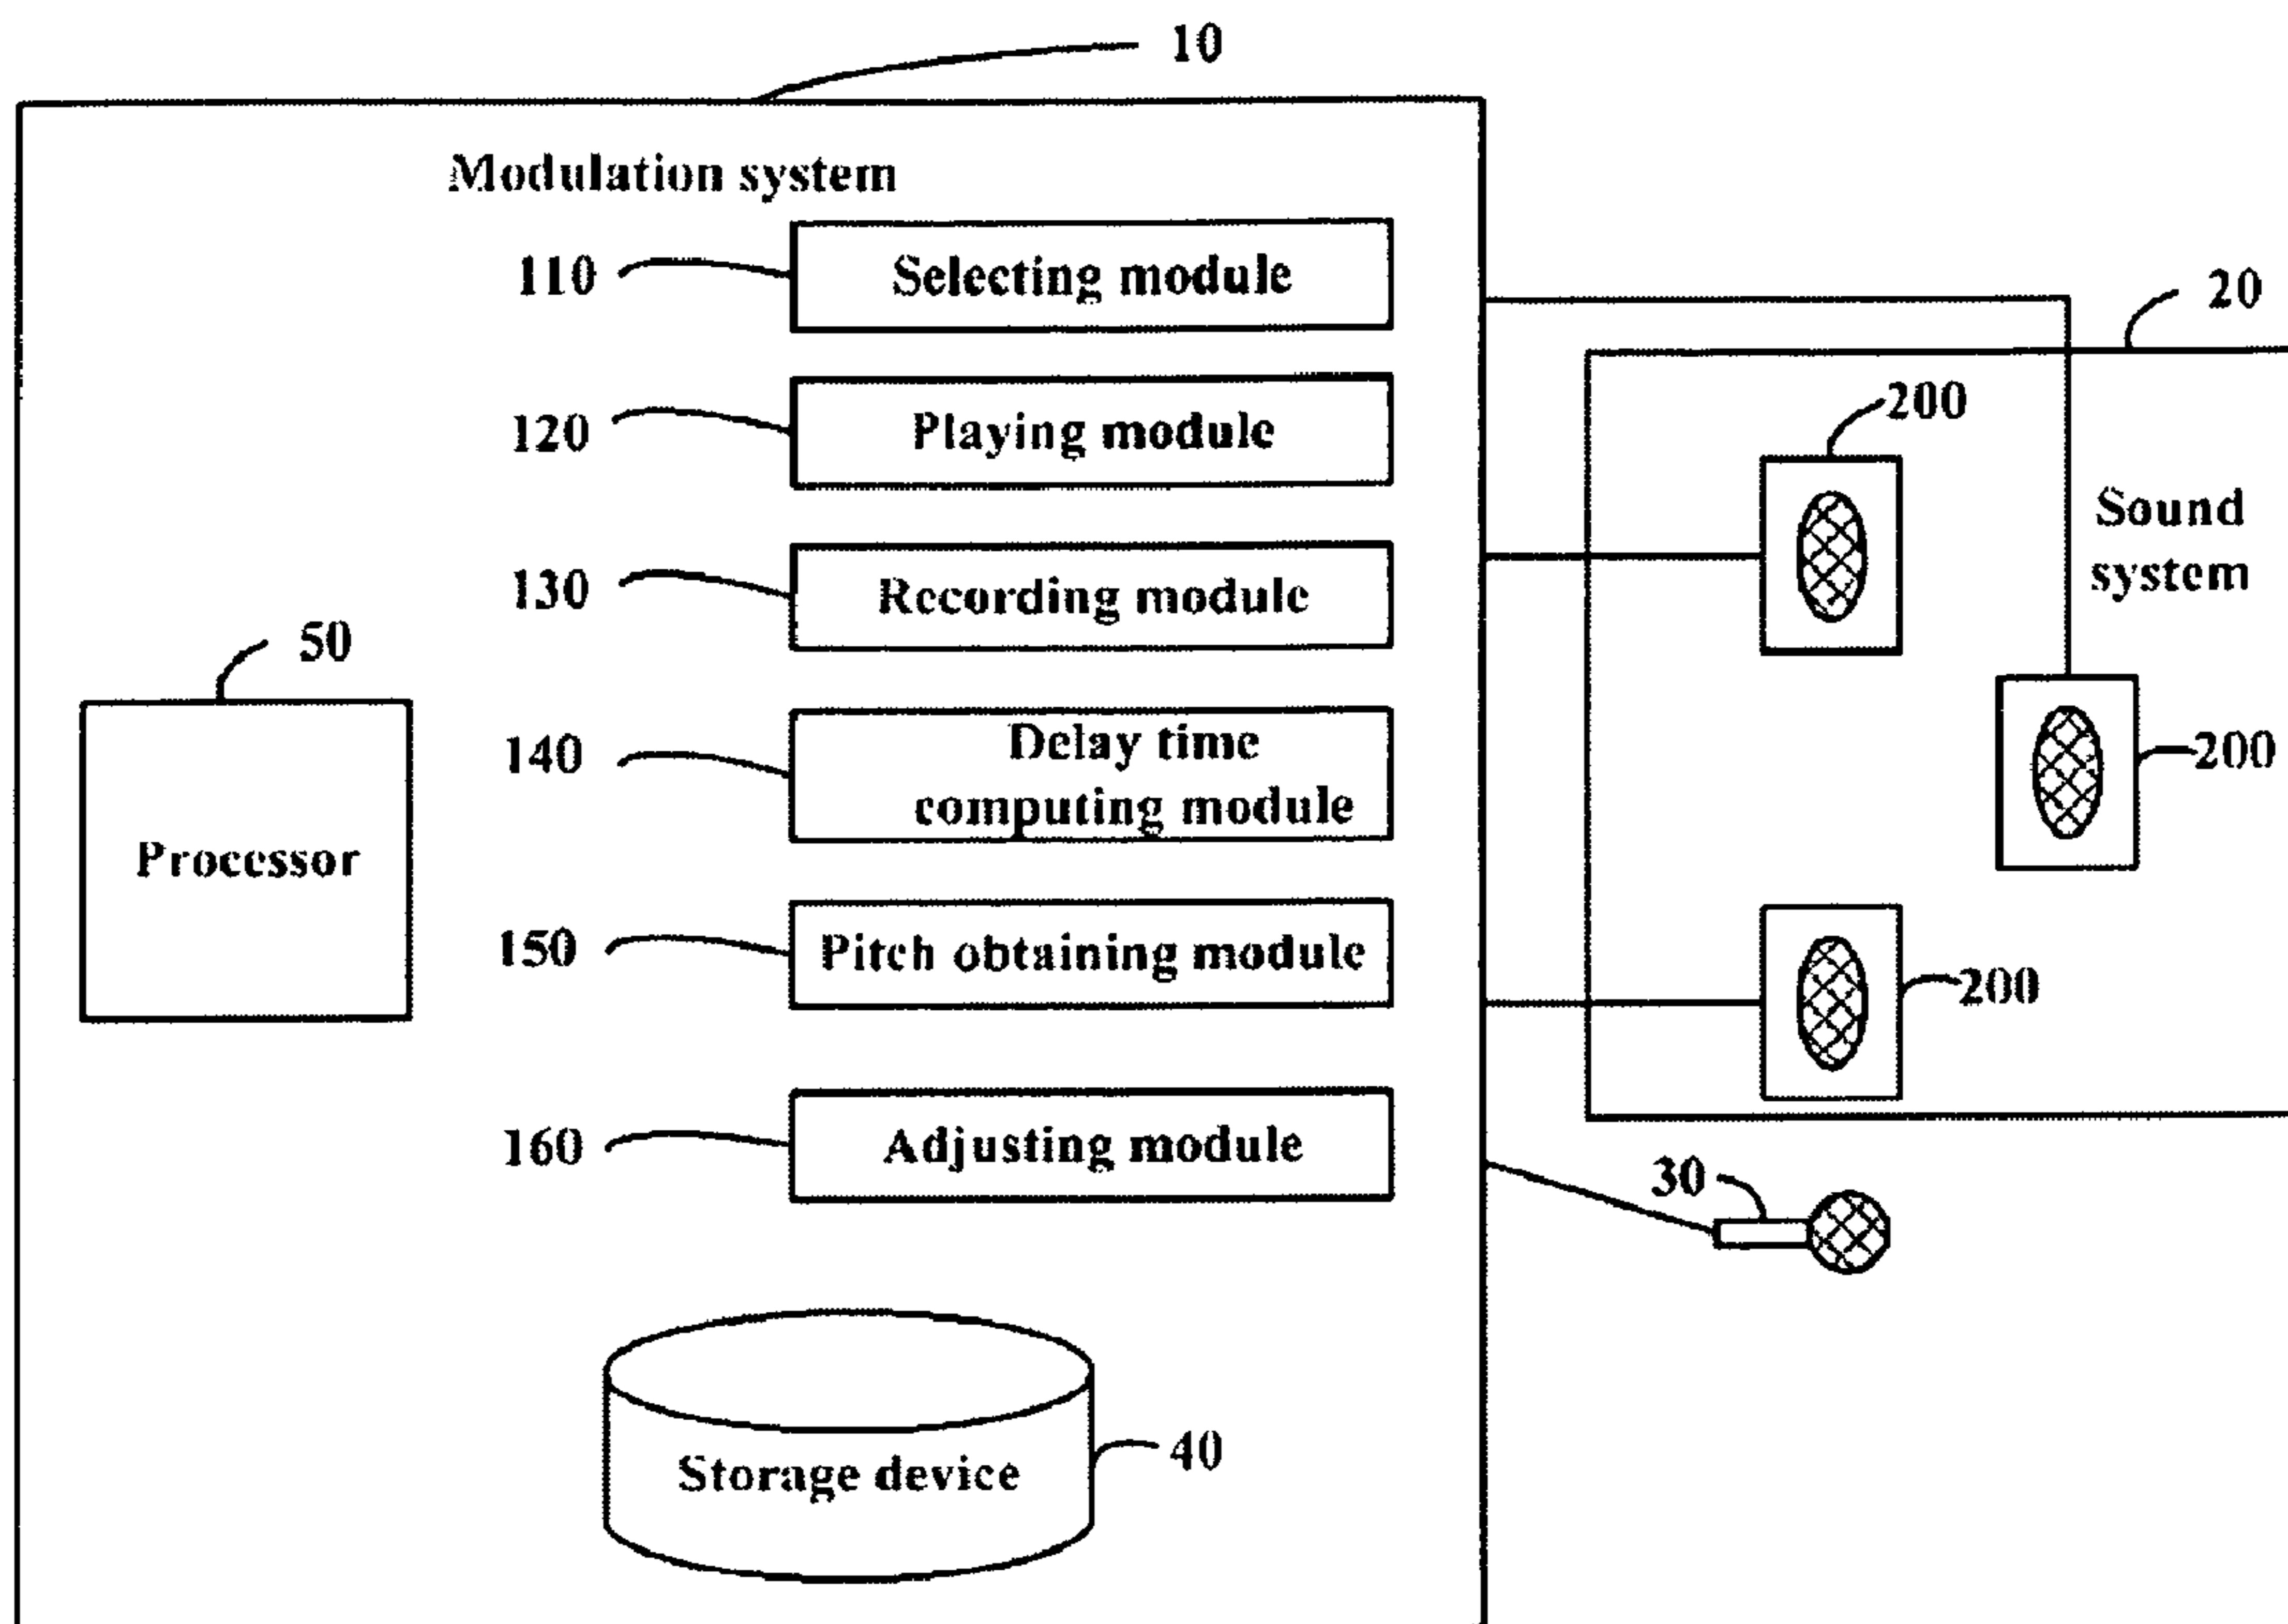 10
Modulation system
110
Selecting module
120
Playing module
130
Recording module
50
Processor
140
Delay time
computing module
150
Pitch obtaining module
160
Adjusting module
Storage device
40
20
200
Sound
system
200
200
30